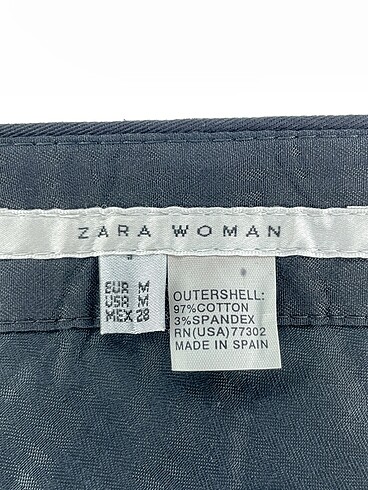 ZARA WOMAN
EUR M
USA M
MEX 28
OUTERSHELL:
97%COTTON
3%SPANDEX
RN(USA)77302
MADE IN SPAIN